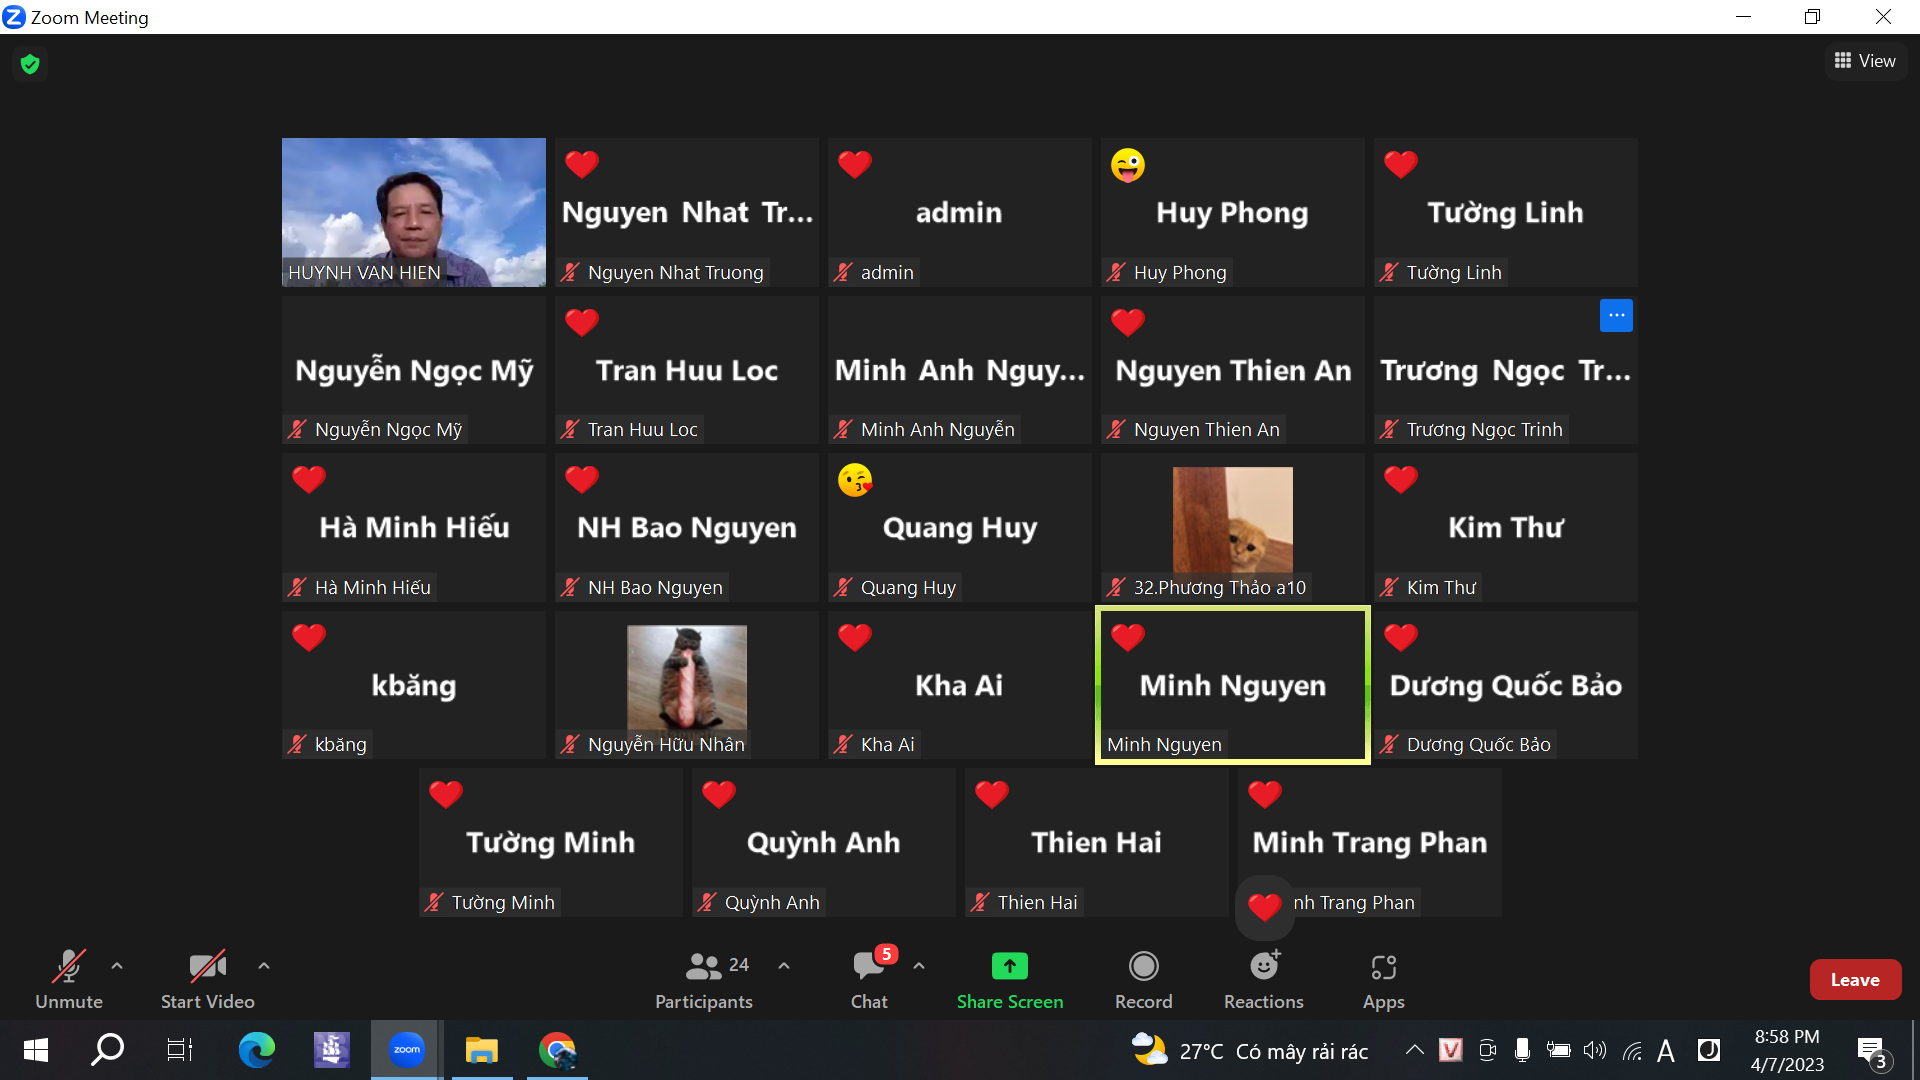 Zoom Meeting
View
HUYNH VAN HIEN
Nguyen Nhat Tr...
Nguyen Nhat Truong
admin
admin
Huy Phong
Huy Phong
Tường Linh
Tường Linh
Nguyễn Ngọc Mỹ
Nguyễn Ngọc Mỹ
Tran Huu Loc
Tran Huu Loc
Minh Anh Nguy...
Minh Anh Nguyễn
Nguyen Thien An
Nguyen Thien An
Trương Ngọc Tr...
Trương Ngọc Trinh
Hà Minh Hiếu
Hà Minh Hiếu
NH Bao Nguyen
NH Bao Nguyen
Quang Huy
Quang Huy
32.Phương Thảo a10
Kim Thư
Kim Thư
kbăng
kbăng
Nguyễn Hữu Nhân
Kha Ai
Kha Ai
Minh Nguyen
Minh Nguyen
Dương Quốc Bảo
Dương Quốc Bảo
Tường Minh
Tường Minh
Quỳnh Anh
Quỳnh Anh
Thien Hai
Thien Hai
Minh Trang Phan
nh Trang Phan
Unmute
Start Video
24
Participants
5
Chat
Share Screen
Record
Reactions
Apps
Leave
zoom
27°C Có mây rải rác
V
A
8:58 PM
4/7/2023
3